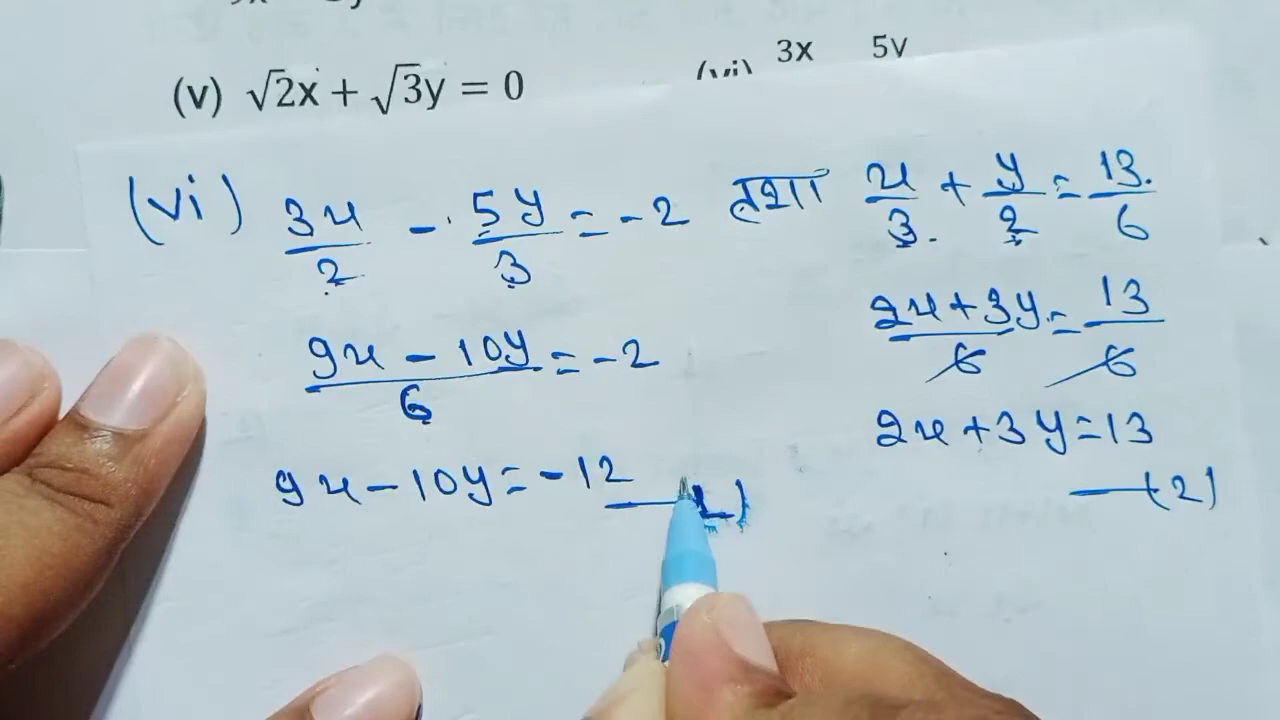 (v) √2x + √3y = 0
(vi) 3x 5y
(vi) 3x/2 - 5y/3 = -2 तथा x/3 + y/2 = 13/6
9x - 10y/6 = -2
2x + 3y/6 = 13/6
9x - 10y = -12
2x + 3y = 13
(2)